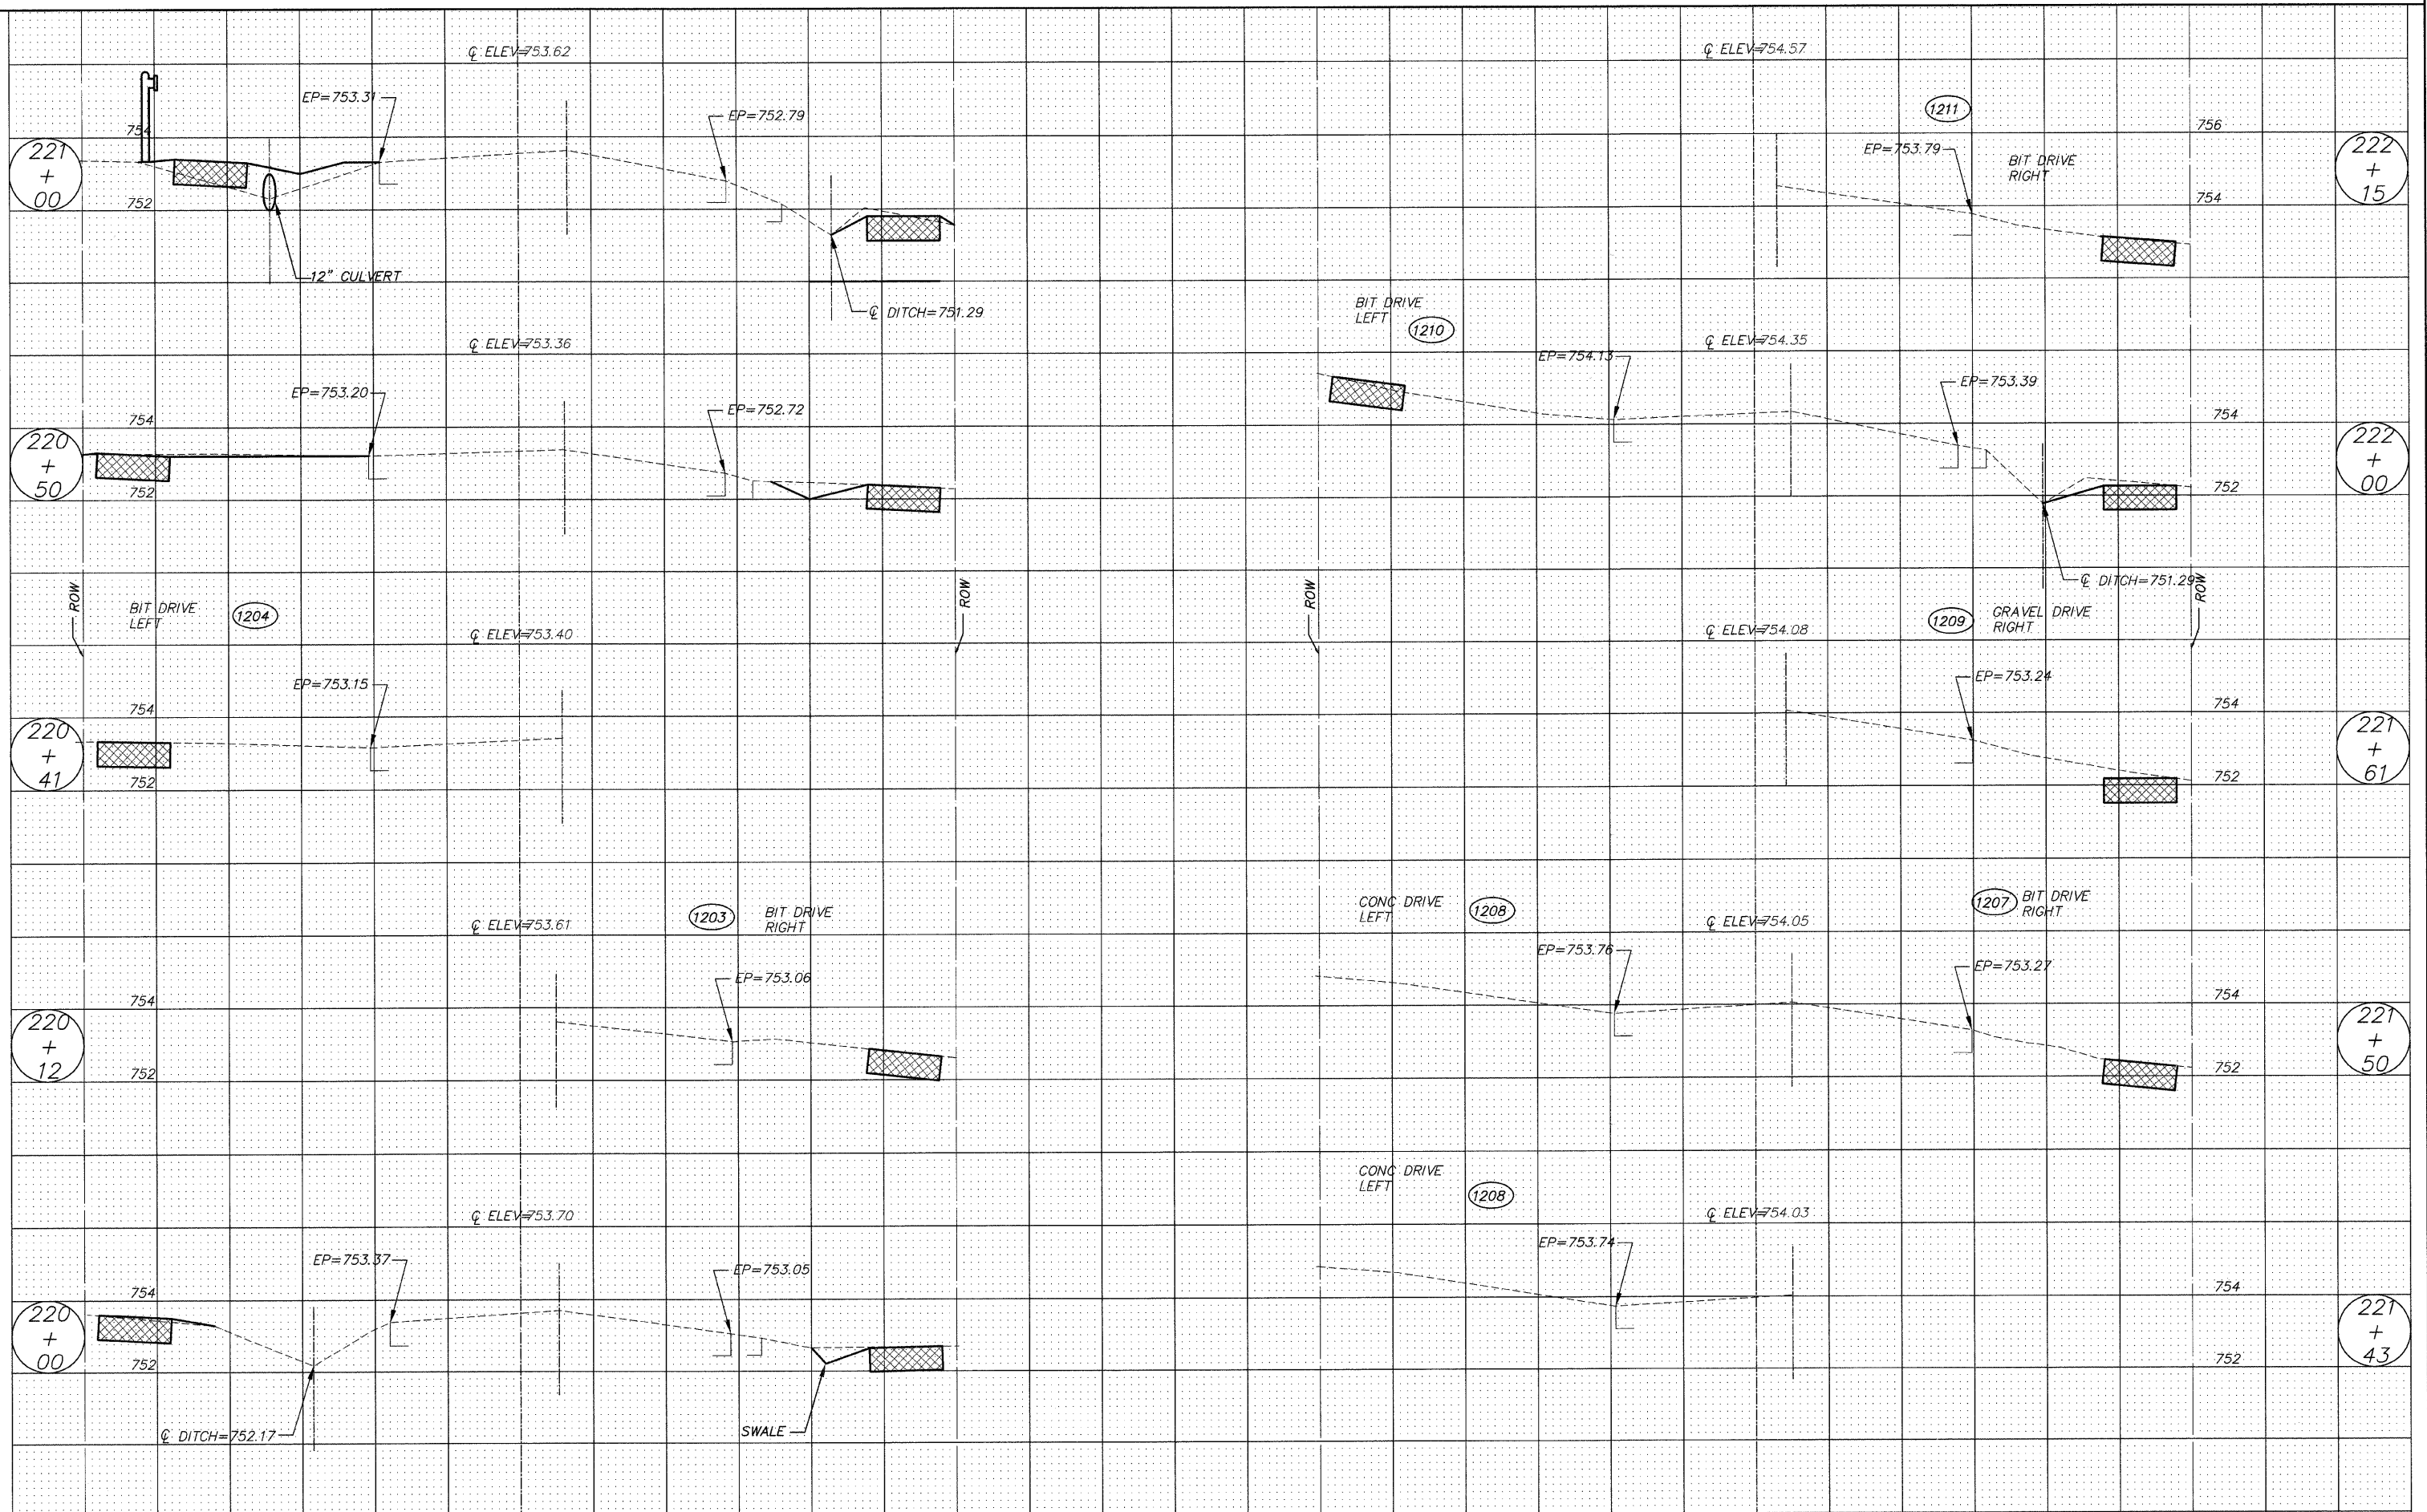 ℄ ELEV=753.62
EP=753.31
EP=752.79
754
221
+
00
752
12" CULVERT
℄ DITCH=751.29
℄ ELEV=753.36
EP=753.20
EP=752.72
754
220
+
50
752
ROW
BIT DRIVE
LEFT
1204
℄ ELEV=753.40
ROW
EP=753.15
754
220
+
41
752
℄ ELEV=753.61
1203
BIT DRIVE
RIGHT
EP=753.06
754
220
+
12
752
℄ ELEV=753.70
EP=753.37
EP=753.05
754
220
+
00
752
℄ DITCH=752.17
SWALE
℄ ELEV=754.57
1211
756
EP=753.79
BIT DRIVE
RIGHT
222
+
15
754
BIT DRIVE
LEFT
1210
℄ ELEV=754.35
EP=754.13
EP=753.39
754
222
+
00
752
℄ DITCH=751.29
ROW
ROW
℄ ELEV=754.08
1209
GRAVEL DRIVE
RIGHT
EP=753.24
754
221
+
61
752
CONC DRIVE
LEFT
1208
℄ ELEV=754.05
1207
BIT DRIVE
RIGHT
EP=753.76
EP=753.27
754
221
+
50
752
CONC DRIVE
LEFT
1208
℄ ELEV=754.03
EP=753.74
754
221
+
43
752